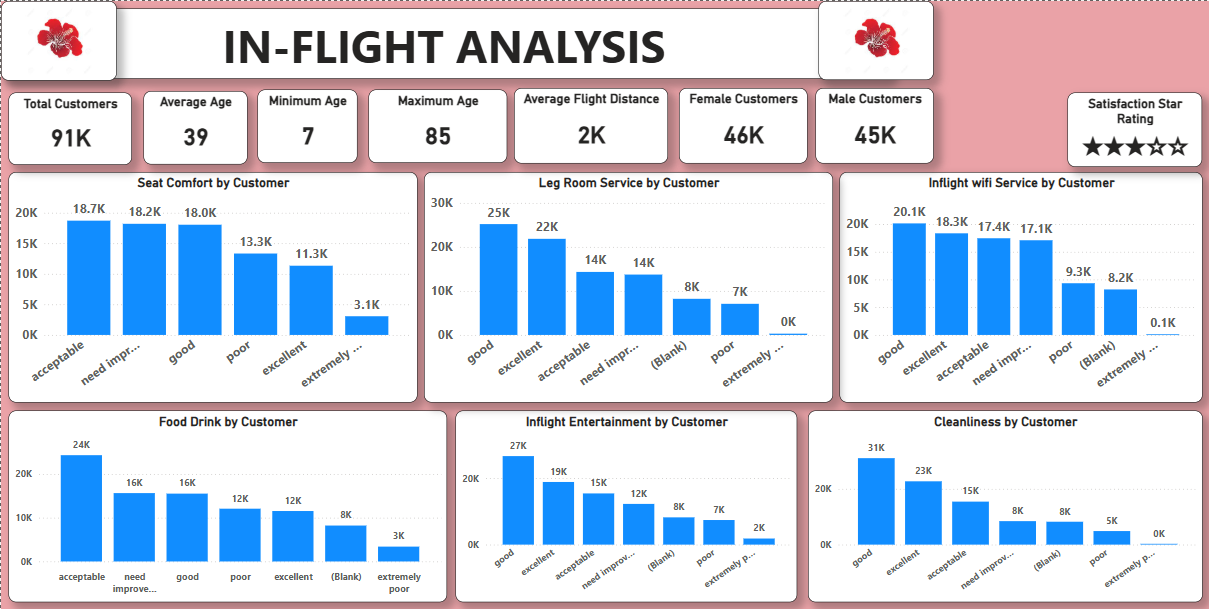 IN-FLIGHT ANALYSIS
Total Customers
91K
Average Age
39
Minimum Age
7
Maximum Age
85
Average Flight Distance
2K
Female Customers
46K
Male Customers
45K
Satisfaction Star
Rating
★★★☆☆
Seat Comfort by Customer
20K
15K
10K
5K
0K
18.7K
18.2K
18.0K
13.3K
11.3K
3.1K
acceptable
need impr...
good
poor
excellent
extremely ...
Leg Room Service by Customer
30K
20K
10K
0K
25K
22K
14K
14K
8K
7K
0K
good
excellent
acceptable
need impr...
(Blank)
poor
extremely ...
Inflight wifi Service by Customer
20K
15K
10K
5K
0K
20.1K
18.3K
17.4K
17.1K
9.3K
8.2K
0.1K
good
excellent
acceptable
need impr...
poor
(Blank)
extremely ...
Food Drink by Customer
20K
10K
0K
24K
16K
16K
12K
12K
8K
3K
acceptable
need
improve...
good
poor
excellent
(Blank)
extremely
poor
Inflight Entertainment by Customer
20K
0K
27K
19K
15K
12K
8K
7K
2K
good
excellent
acceptable
need improv...
(Blank)
poor
extremely p...
Cleanliness by Customer
20K
0K
31K
23K
15K
8K
8K
5K
0K
good
excellent
acceptable
need improv...
(Blank)
poor
extremely p...